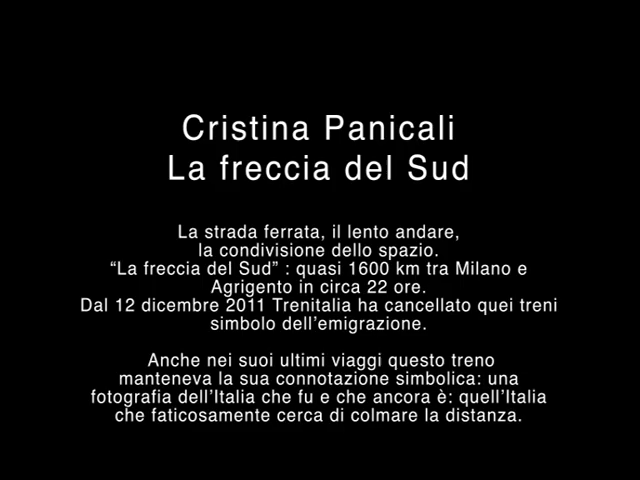 Cristina Panicali
La freccia del Sud
La strada ferrata, il lento andare,
la condivisione dello spazio.
“La freccia del Sud” : quasi 1600 km tra Milano e
Agrigento in circa 22 ore.
Dal 12 dicembre 2011 Trenitalia ha cancellato quei treni
simbolo dell’emigrazione.
Anche nei suoi ultimi viaggi questo treno
manteneva la sua connotazione simbolica: una
fotografia dell’Italia che fu e che ancora è: quell’Italia
che faticosamente cerca di colmare la distanza.